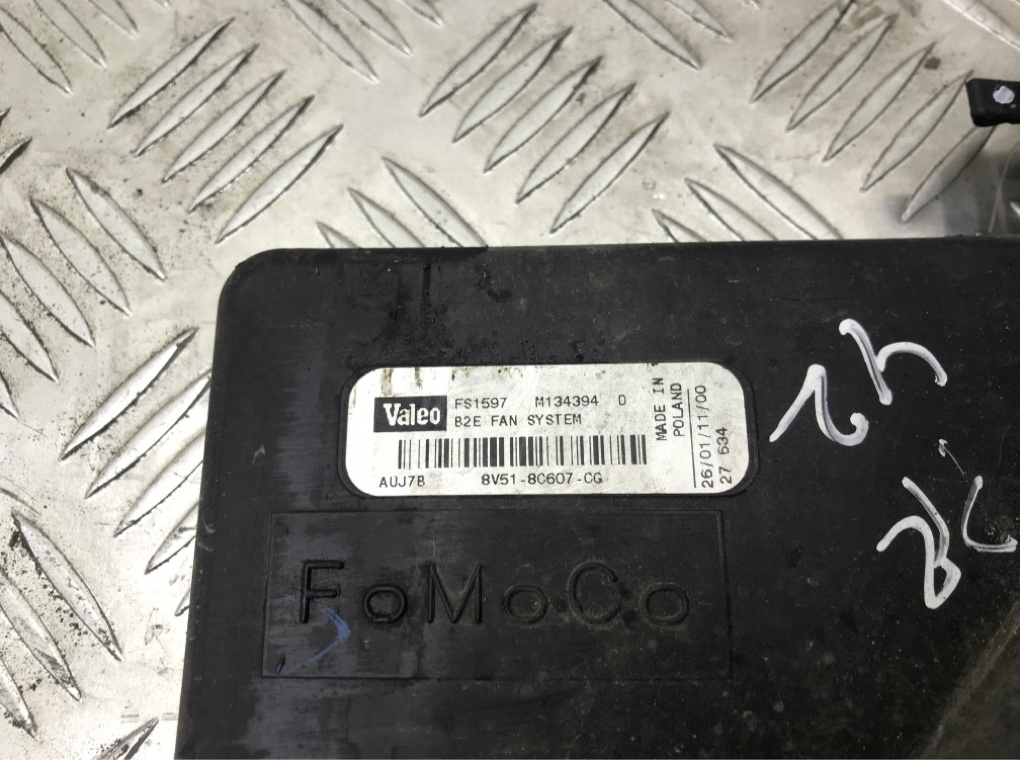 Valeo
FS1597 M134394 D
B2E FAN SYSTEM
AUJ7B 8V51-8C607-CG
MADE IN
POLAND
26/01/11/00
27 634
FoMoCo